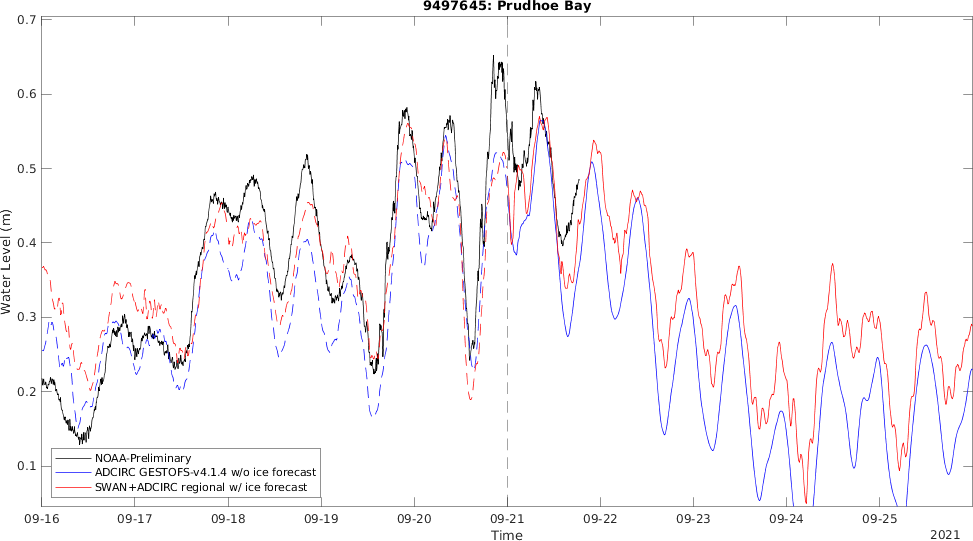 9497645: Prudhoe Bay
0.7
0.6
0.5
0.4
0.3
0.2
0.1
Water Level (m)
NOAA-Preliminary
ADCIRC GESTOFS-v4.1.4 w/o ice forecast
SWAN+ADCIRC regional w/ ice forecast
09-16 09-17 09-18 09-19 09-20 09-21 09-22 09-23 09-24 09-25
Time
2021